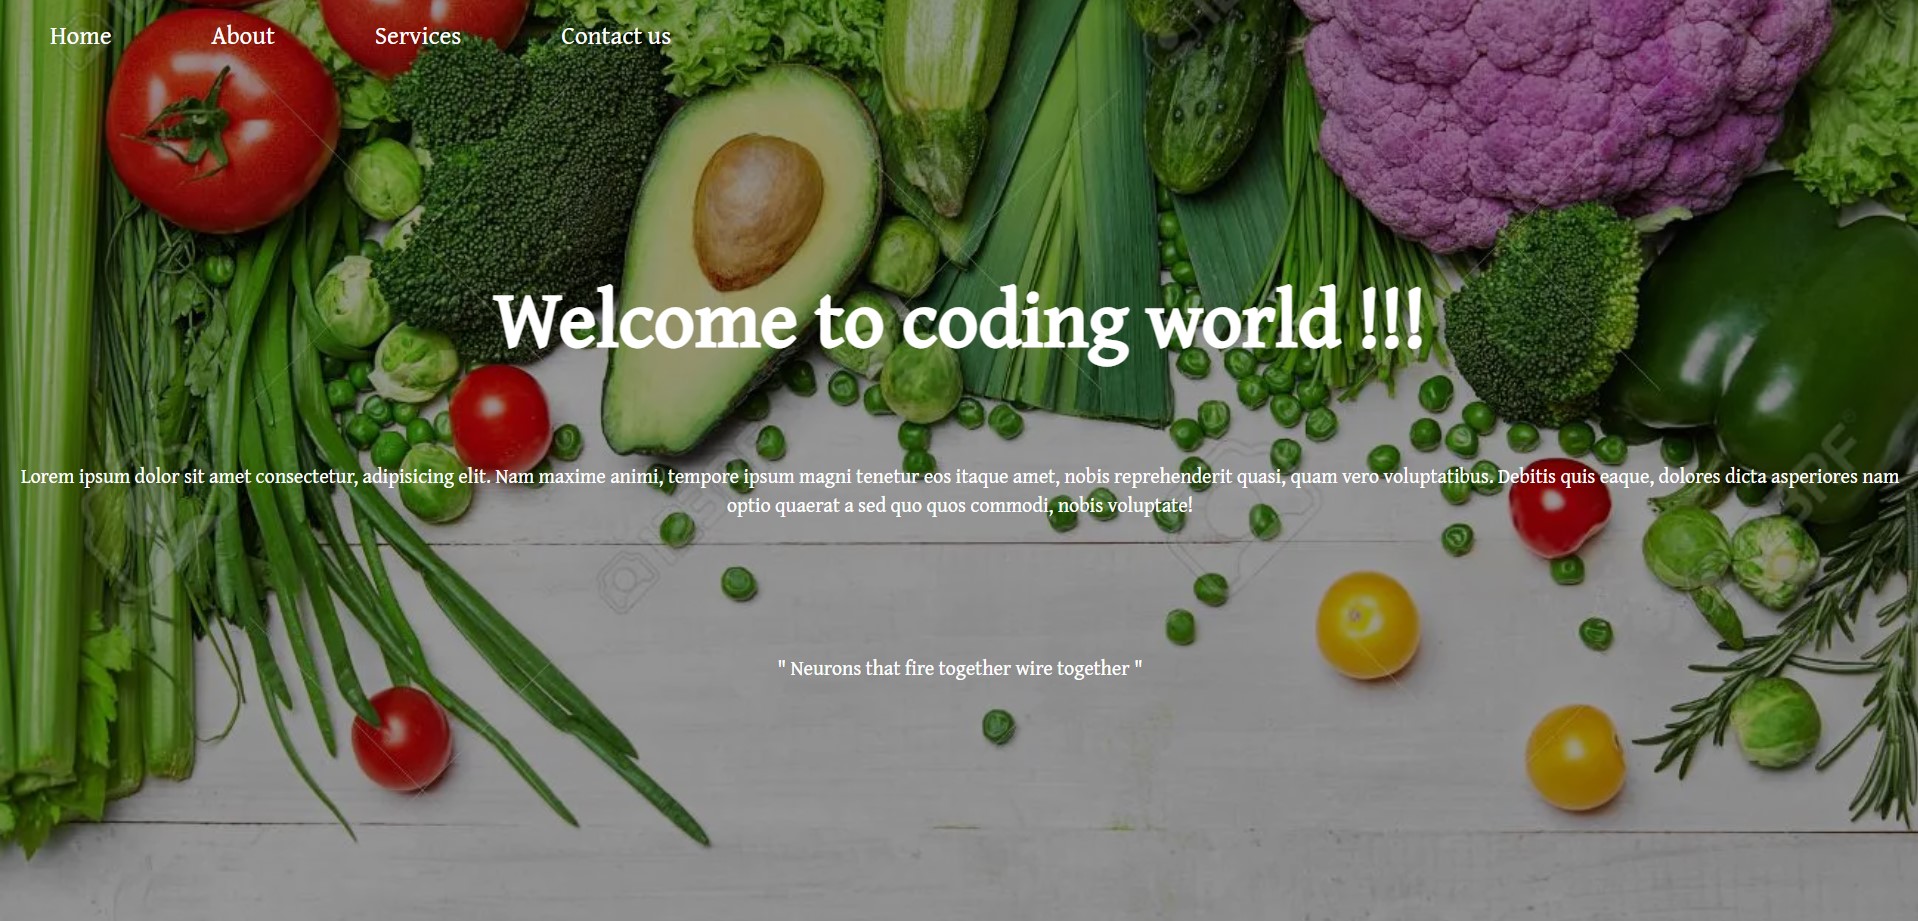 Home About Services Contact us
Welcome to coding world !!!
Lorem ipsum dolor sit amet consectetur, adipisicing elit. Nam maxime animi, tempore ipsum magni tenetur eos itaque amet, nobis reprehenderit quasi, quam vero voluptatibus. Debitis quis eaque, dolores dicta asperiores nam
optio quaerat a sed quo quos commodi, nobis voluptate!
" Neurons that fire together wire together "